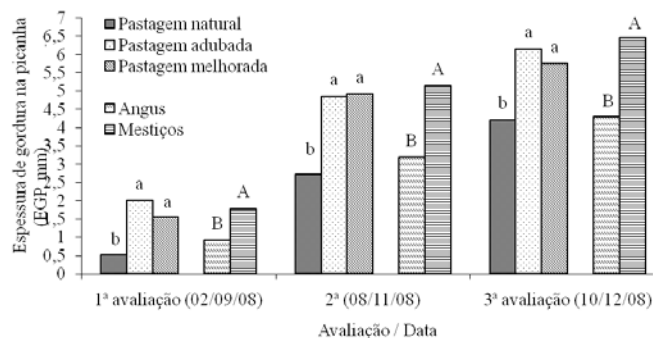 Espessura de gordura na picanha
(EGP, mm)
7
6,5
6
5,5
5
4,5
4
3,5
3
2,5
2
1,5
1
0,5
0
Pastagem natural
Pastagem adubada
Pastagem melhorada
Angus
Mestiços
b a a B A
b a a B A
b a a B A
1ª avaliação (02/09/08) 2ª (08/11/08) 3ª avaliação (10/12/08)
Avaliação / Data